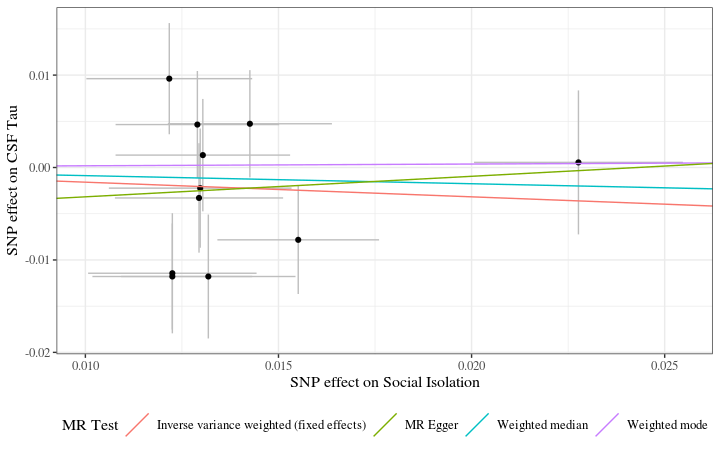 0.01
0.00
-0.01
-0.02
SNP effect on CSF Tau
0.010
0.015
0.020
0.025
SNP effect on Social Isolation
MR Test
Inverse variance weighted (fixed effects)
MR Egger
Weighted median
Weighted mode